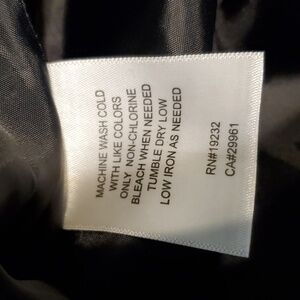 MACHINE WASH COLD
WITH LIKE COLORS
ONLY NON-CHLORINE
BLEACH WHEN NEEDED
TUMBLE DRY LOW
LOW IRON AS NEEDED
RN#19232
CA#29961